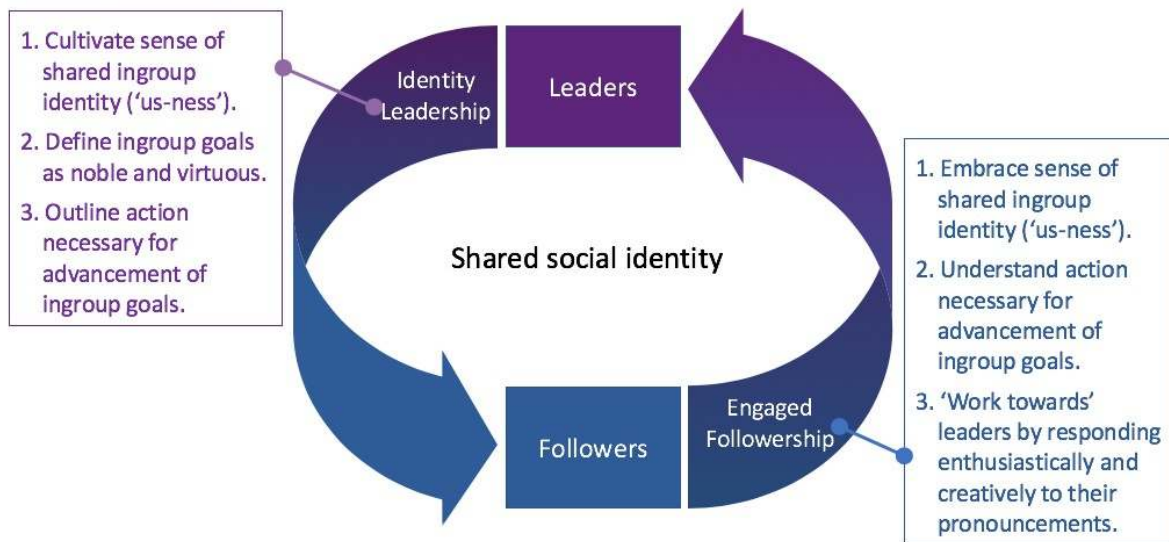 1. Cultivate sense of
shared ingroup
identity (‘us-ness’).
2. Define ingroup goals
as noble and virtuous.
3. Outline action
necessary for
advancement of
ingroup goals.
Identity
Leadership
Leaders
Shared social identity
Followers
Engaged
Followership
1. Embrace sense of
shared ingroup
identity (‘us-ness’).
2. Understand action
necessary for
advancement of
ingroup goals.
3. ‘Work towards’
leaders by responding
enthusiastically and
creatively to their
pronouncements.